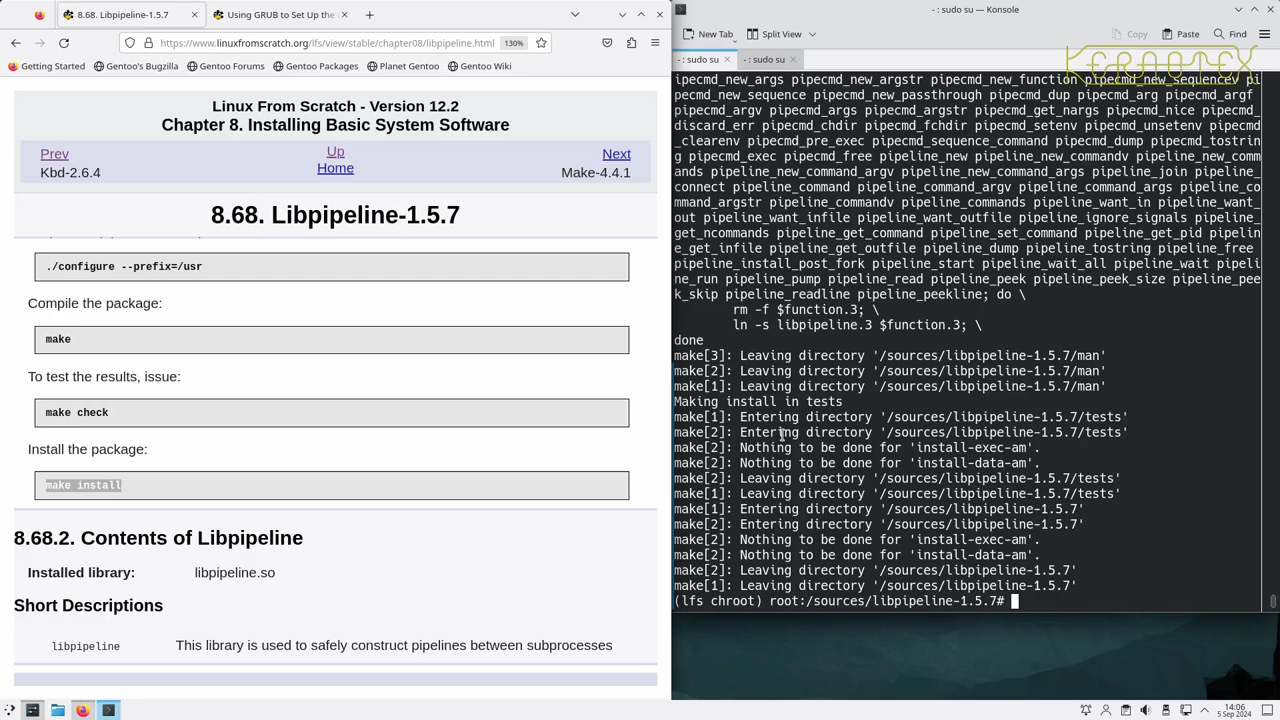 8.68. Libpipeline-1.5.7
Using GRUB to Set Up the
https://www.linuxfromscratch.org/lfs/view/stable/chapter08/libpipeline.html
130%
Getting Started
Gentoo's Bugzilla
Gentoo Forums
Gentoo Packages
Planet Gentoo
Gentoo Wiki
Linux From Scratch - Version 12.2
Chapter 8. Installing Basic System Software
Prev
Up
Next
Kbd-2.6.4
Home
Make-4.4.1
8.68. Libpipeline-1.5.7
./configure --prefix=/usr
Compile the package:
make
To test the results, issue:
make check
Install the package:
make install
8.68.2. Contents of Libpipeline
Installed library:
libpipeline.so
Short Descriptions
libpipeline
This library is used to safely construct pipelines between subprocesses
- : sudo su — Konsole
New Tab
Split View
Copy
Paste
Find
- : sudo su
- : sudo su
KERNOTEX
ipecmd_new_args pipecmd_new_argstr pipecmd_new_function pipecmd_new_sequencev pi
pecmd_new_sequence pipecmd_new_passthrough pipecmd_dup pipecmd_arg pipecmd_argf
pipecmd_argv pipecmd_args pipecmd_argstr pipecmd_get_nargs pipecmd_nice pipecmd_
discard_err pipecmd_chdir pipecmd_fchdir pipecmd_setenv pipecmd_unsetenv pipecmd
_clearenv pipecmd_pre_exec pipecmd_sequence_command pipecmd_dump pipecmd_tostrin
g pipecmd_exec pipecmd_free pipeline_new pipeline_new_commandv pipeline_new_comm
ands pipeline_new_command_argv pipeline_new_command_args pipeline_join pipeline_
connect pipeline_command pipeline_command_argv pipeline_command_args pipeline_co
mmand_argstr pipeline_commandv pipeline_commands pipeline_want_in pipeline_want_
out pipeline_want_infile pipeline_want_outfile pipeline_ignore_signals pipeline_
get_ncommands pipeline_get_command pipeline_set_command pipeline_get_pid pipelin
e_get_infile pipeline_get_outfile pipeline_dump pipeline_tostring pipeline_free
pipeline_install_post_fork pipeline_start pipeline_wait_all pipeline_wait pipeli
ne_run pipeline_pump pipeline_read pipeline_peek pipeline_peek_size pipeline_pee
k_skip pipeline_readline pipeline_peekline; do \
rm -f $function.3; \
ln -s libpipeline.3 $function.3; \
done
make[3]: Leaving directory '/sources/libpipeline-1.5.7/man'
make[2]: Leaving directory '/sources/libpipeline-1.5.7/man'
make[1]: Leaving directory '/sources/libpipeline-1.5.7/man'
Making install in tests
make[1]: Entering directory '/sources/libpipeline-1.5.7/tests'
make[2]: Entering directory '/sources/libpipeline-1.5.7/tests'
make[2]: Nothing to be done for 'install-exec-am'.
make[2]: Nothing to be done for 'install-data-am'.
make[2]: Leaving directory '/sources/libpipeline-1.5.7/tests'
make[1]: Leaving directory '/sources/libpipeline-1.5.7/tests'
make[1]: Entering directory '/sources/libpipeline-1.5.7'
make[2]: Entering directory '/sources/libpipeline-1.5.7'
make[2]: Nothing to be done for 'install-exec-am'.
make[2]: Nothing to be done for 'install-data-am'.
make[2]: Leaving directory '/sources/libpipeline-1.5.7'
make[1]: Leaving directory '/sources/libpipeline-1.5.7'
(lfs chroot) root:/sources/libpipeline-1.5.7#
14:06
5 Sep 2024